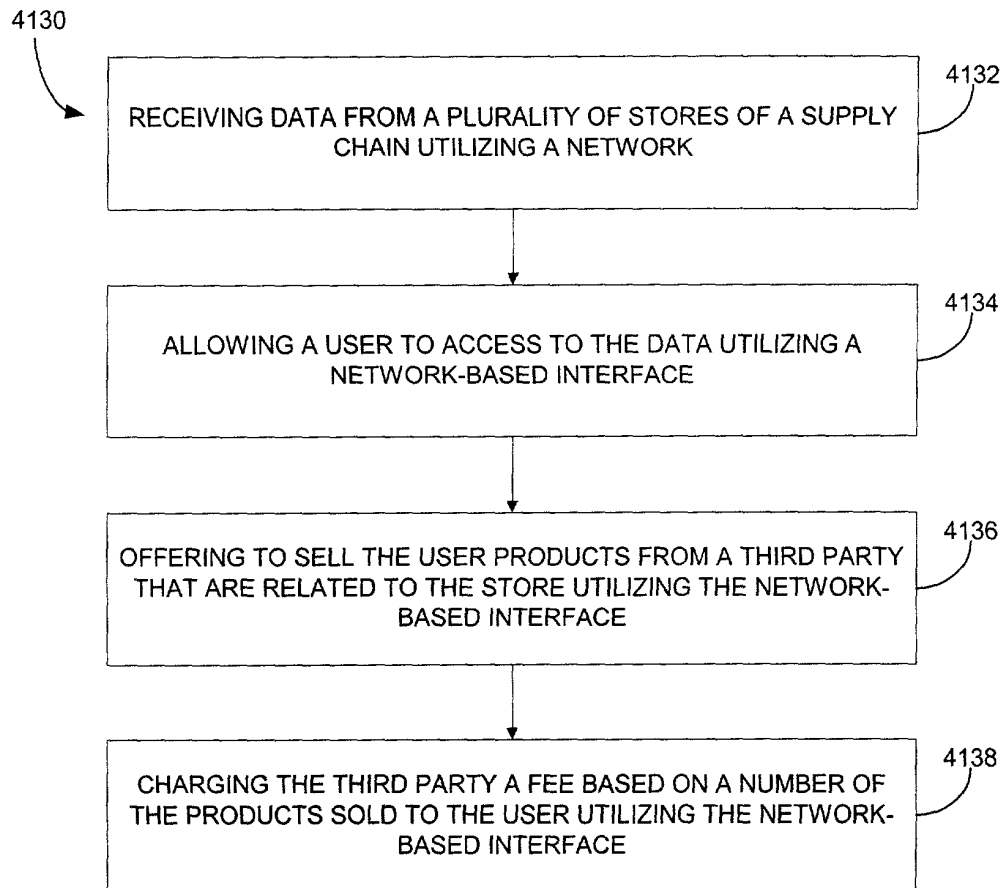 4130
4132
RECEIVING DATA FROM A PLURALITY OF STORES OF A SUPPLY
CHAIN UTILIZING A NETWORK
4134
ALLOWING A USER TO ACCESS TO THE DATA UTILIZING A
NETWORK-BASED INTERFACE
4136
OFFERING TO SELL THE USER PRODUCTS FROM A THIRD PARTY
THAT ARE RELATED TO THE STORE UTILIZING THE NETWORK-
BASED INTERFACE
4138
CHARGING THE THIRD PARTY A FEE BASED ON A NUMBER OF
THE PRODUCTS SOLD TO THE USER UTILIZING THE NETWORK-
BASED INTERFACE